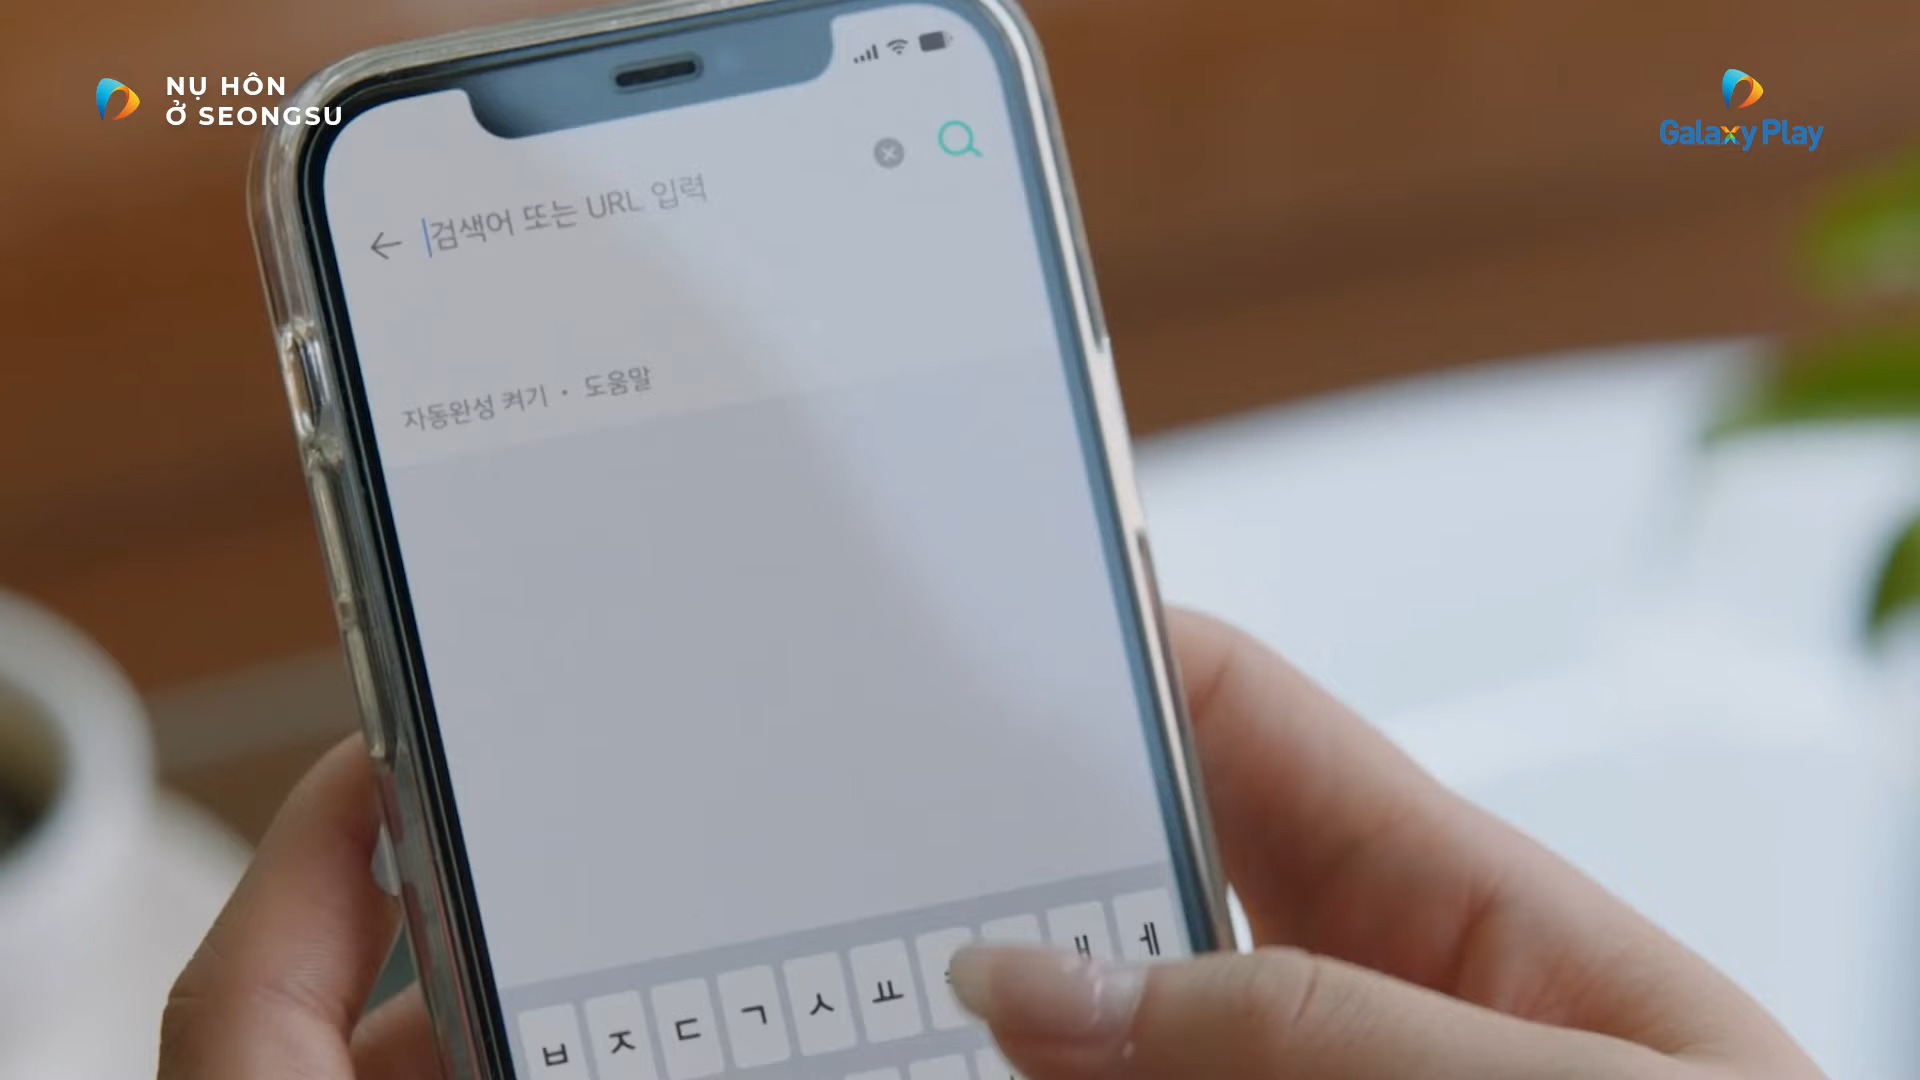 NỤ HÔN
Ở SEONGSU
Galaxy Play
검색어 또는 URL 입력
자동완성 켜기 · 도움말
ㅂ ㅈ ㄷ ㄱ ㅅ ㅛ ㅐ ㅔ